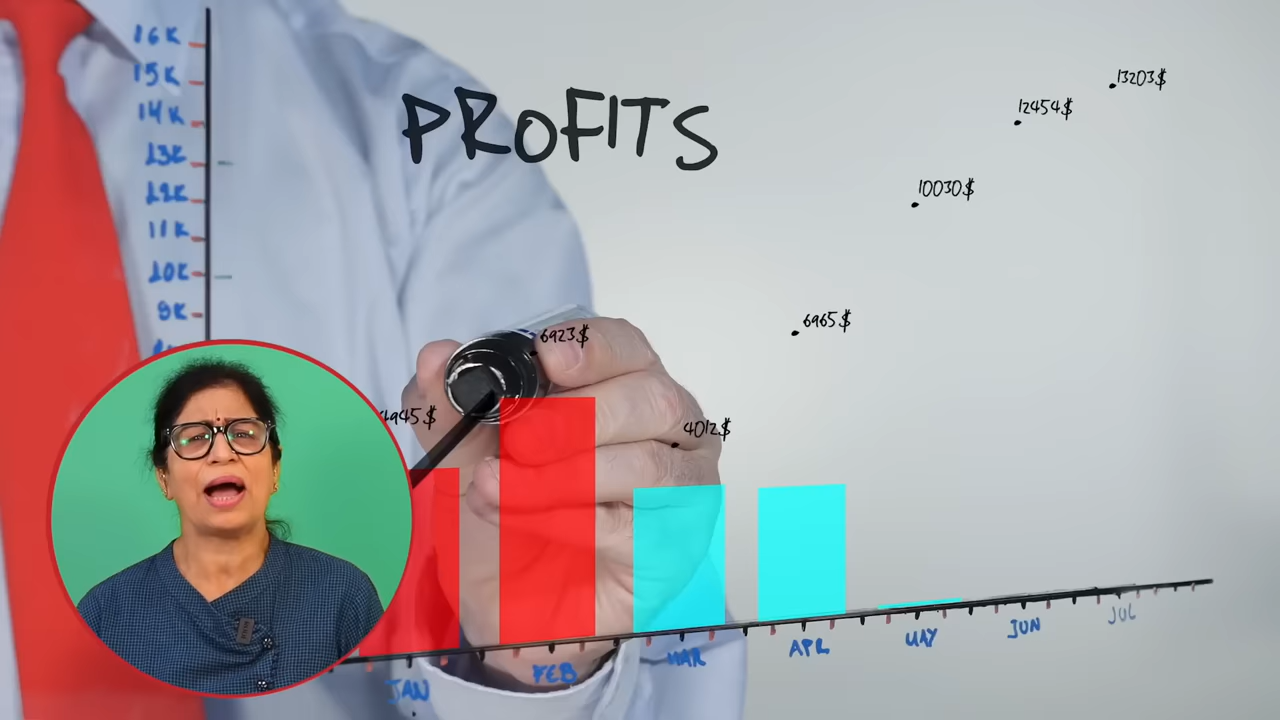 PROFITS
16K
15K
14K
13K
12K
11K
10K
9K
4945$
6923$
4012$
6965$
10030$
12454$
13203$
JAN
FEB
MAR
APR
MAY
JUN
JUL